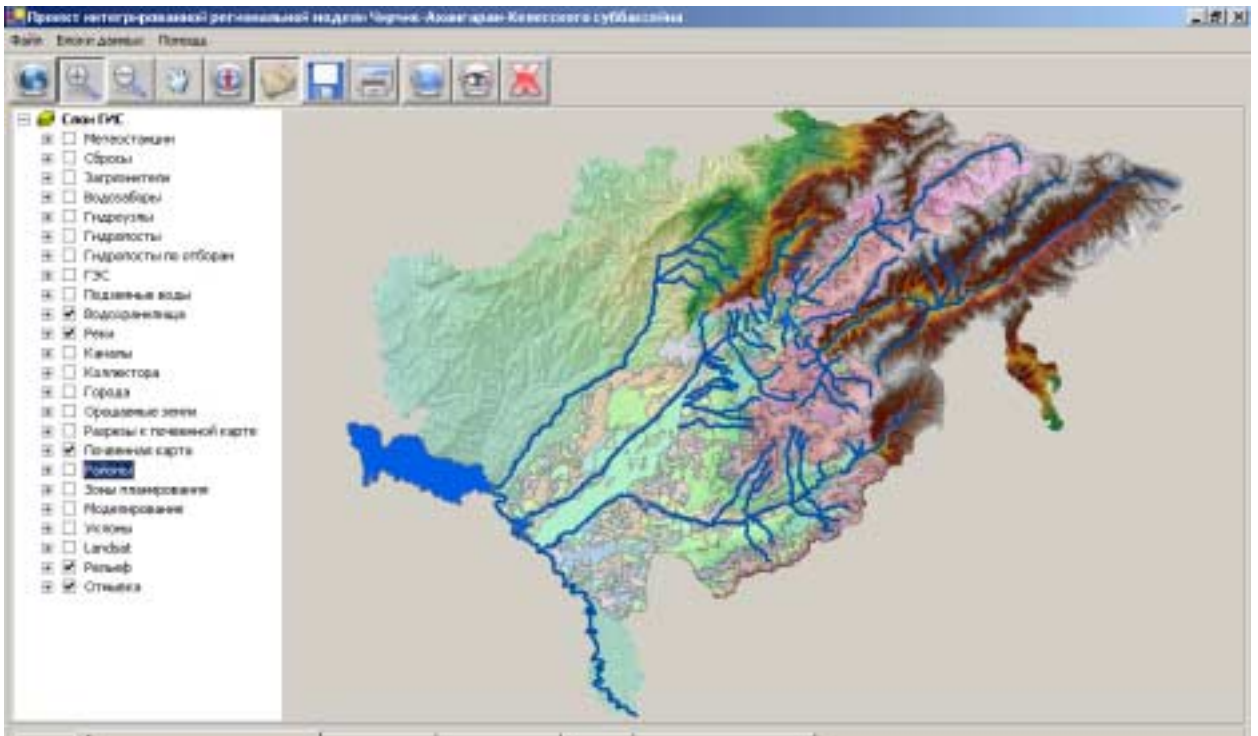 Проект интегрированной региональной модели Чирчик-Ахангаран-Келесского суббассейна
Файл Блоки данных Помощь
Слои ГИС
Метеостанции
Сбросы
Загрязнители
Водозаборы
Гидроузлы
Гидропосты
Гидропосты по отборам
ГЭС
Подземные воды
Водохранилища
Реки
Каналы
Коллектора
Города
Орошаемые земли
Разрезы к почвенной карте
Почвенная карта
Районы
Зоны планирования
Моделирование
Уклоны
Landsat
Рельеф
Отмывка